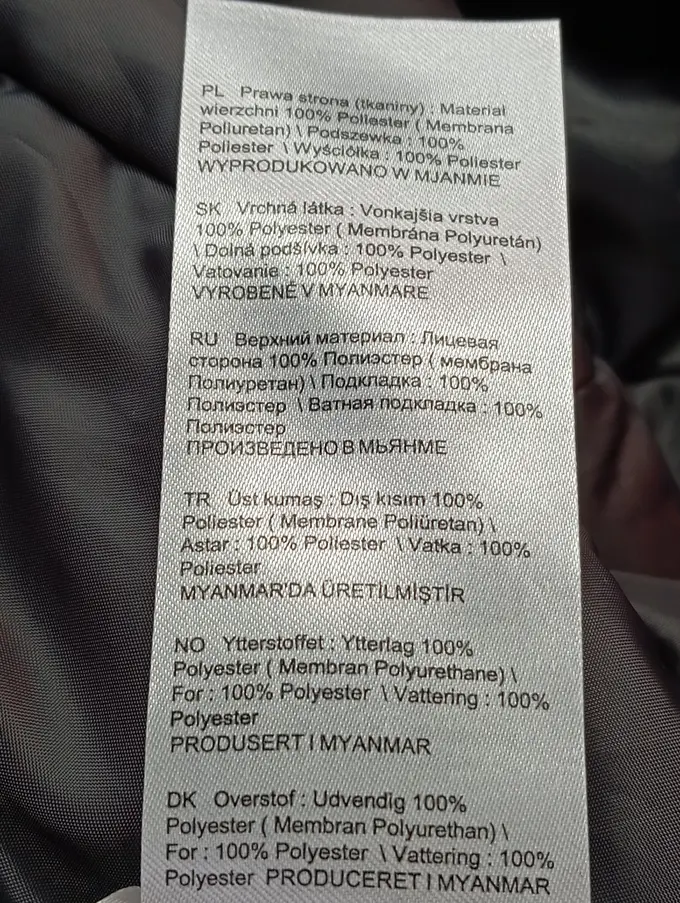 PL Prawa strona (tkaniny) : Materiał
wierzchni 100% Poliester ( Membrana
Poliuretan) \ Podszewka : 100%
Poliester \ Wyściółka : 100% Poliester
WYPRODUKOWANO W MJANMIE
SK Vrchná látka : Vonkajšia vrstva
100% Polyester ( Membrána Polyuretán)
\ Dolná podšívka : 100% Polyester \
Vatovanie : 100% Polyester
VYROBENÉ V MYANMARE
RU Верхний материал : Лицевая
сторона 100% Полиэстер ( мембрана
Полиуретан) \ Подкладка : 100%
Полиэстер \ Ватная подкладка : 100%
Полиэстер
ПРОИЗВЕДЕНО В МЬЯНМЕ
TR Üst kumaş : Dış kısım 100%
Poliester ( Membrane Poliüretan) \
Astar : 100% Poliester \ Vatka : 100%
Poliester
MYANMAR'DA ÜRETİLMİŞTİR
NO Ytterstoffet : Ytterlag 100%
Polyester ( Membran Polyurethane) \
For : 100% Polyester \ Vattering : 100%
Polyester
PRODUSERT I MYANMAR
DK Overstof : Udvendig 100%
Polyester ( Membran Polyurethan) \
For : 100% Polyester \ Vattering : 100%
Polyester PRODUCERET I MYANMAR